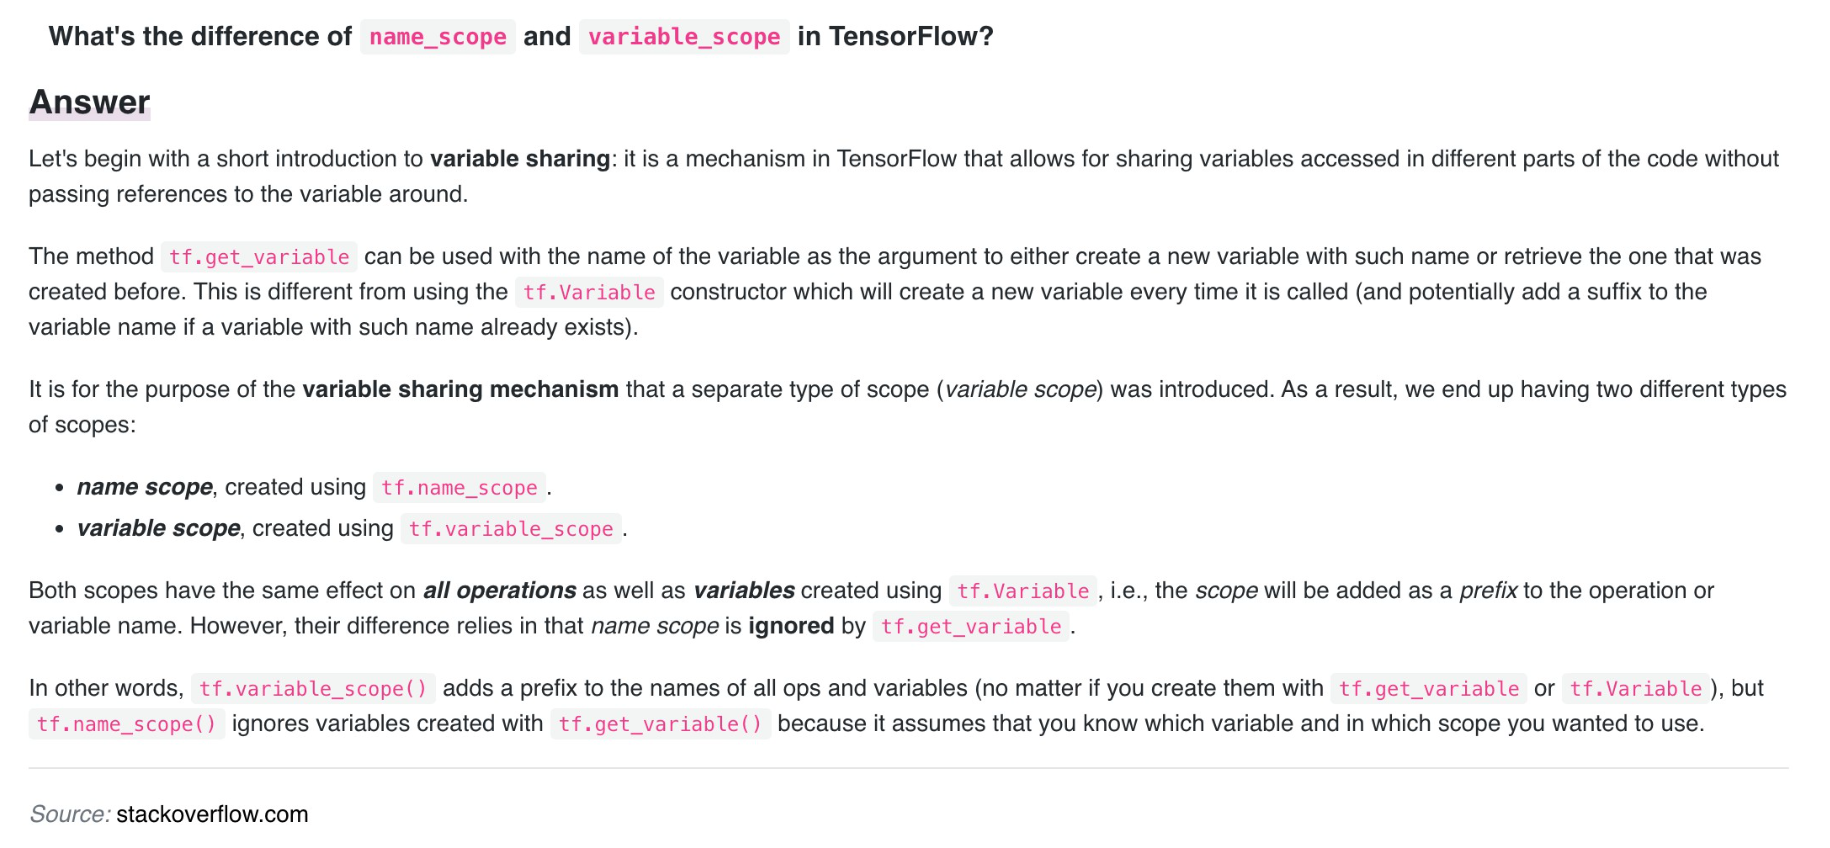 What's the difference of name_scope and variable_scope in TensorFlow?
Answer
Let's begin with a short introduction to variable sharing: it is a mechanism in TensorFlow that allows for sharing variables accessed in different parts of the code without
passing references to the variable around.
The method tf.get_variable can be used with the name of the variable as the argument to either create a new variable with such name or retrieve the one that was
created before. This is different from using the tf.Variable constructor which will create a new variable every time it is called (and potentially add a suffix to the
variable name if a variable with such name already exists).
It is for the purpose of the variable sharing mechanism that a separate type of scope (variable scope) was introduced. As a result, we end up having two different types
of scopes:
• name scope, created using tf.name_scope.
• variable scope, created using tf.variable_scope.
Both scopes have the same effect on all operations as well as variables created using tf.Variable, i.e., the scope will be added as a prefix to the operation or
variable name. However, their difference relies in that name scope is ignored by tf.get_variable.
In other words, tf.variable_scope() adds a prefix to the names of all ops and variables (no matter if you create them with tf.get_variable or tf.Variable), but
tf.name_scope() ignores variables created with tf.get_variable() because it assumes that you know which variable and in which scope you wanted to use.
Source: stackoverflow.com